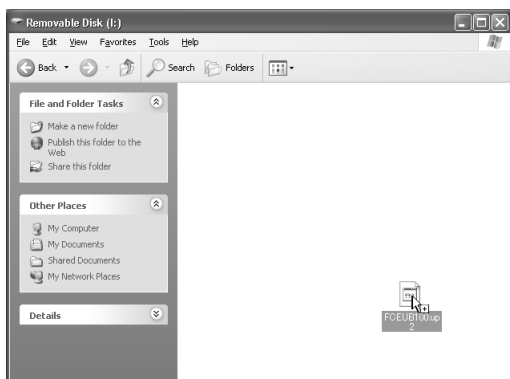 Removable Disk (I:)
File Edit View Favorites Tools Help
Back Search Folders
File and Folder Tasks
Make a new folder
Publish this folder to the
Web
Share this folder
Other Places
My Computer
My Documents
Shared Documents
My Network Places
Details
FCEUB100.up
2